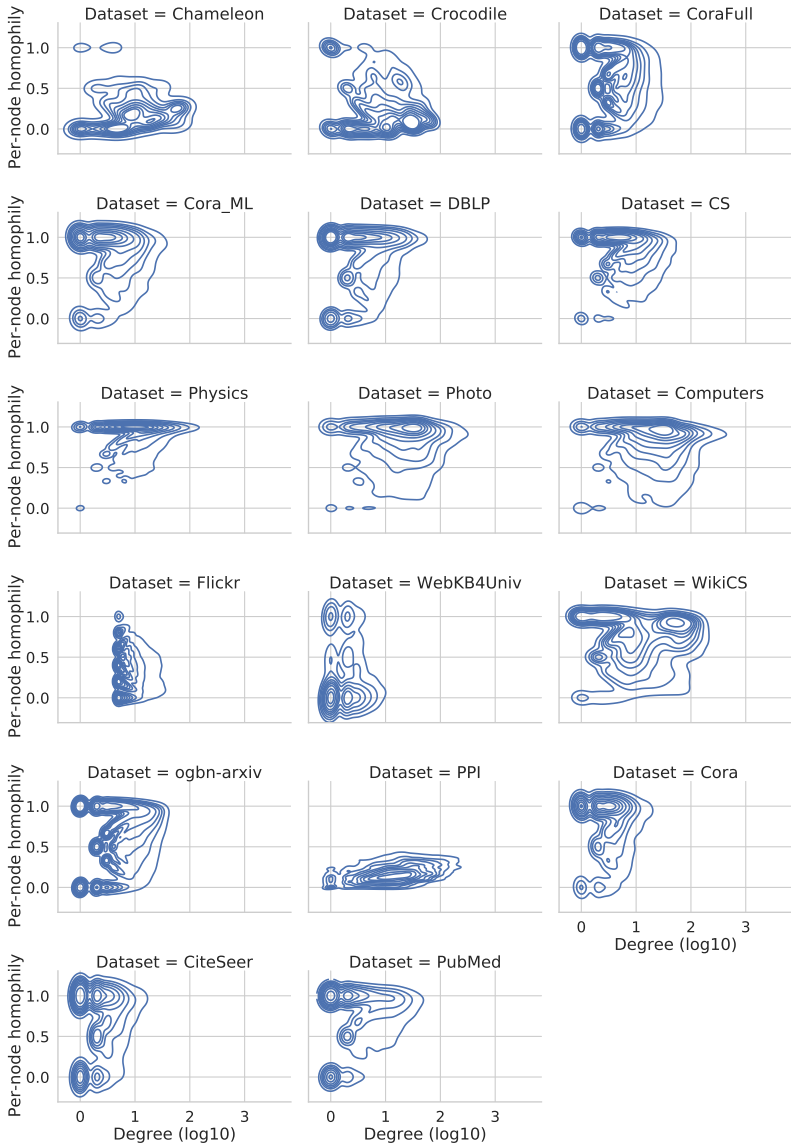 Dataset = Chameleon
Dataset = Crocodile
Dataset = CoraFull
Per-node homophily
1.0
0.5
0.0
Dataset = Cora_ML
Dataset = DBLP
Dataset = CS
Per-node homophily
1.0
0.5
0.0
Dataset = Physics
Dataset = Photo
Dataset = Computers
Per-node homophily
1.0
0.5
0.0
Dataset = Flickr
Dataset = WebKB4Univ
Dataset = WikiCS
Per-node homophily
1.0
0.5
0.0
Dataset = ogbn-arxiv
Dataset = PPI
Dataset = Cora
Per-node homophily
1.0
0.5
0.0
0 1 2 3
Degree (log10)
Dataset = CiteSeer
Dataset = PubMed
Per-node homophily
1.0
0.5
0.0
0 1 2 3
Degree (log10)
0 1 2 3
Degree (log10)